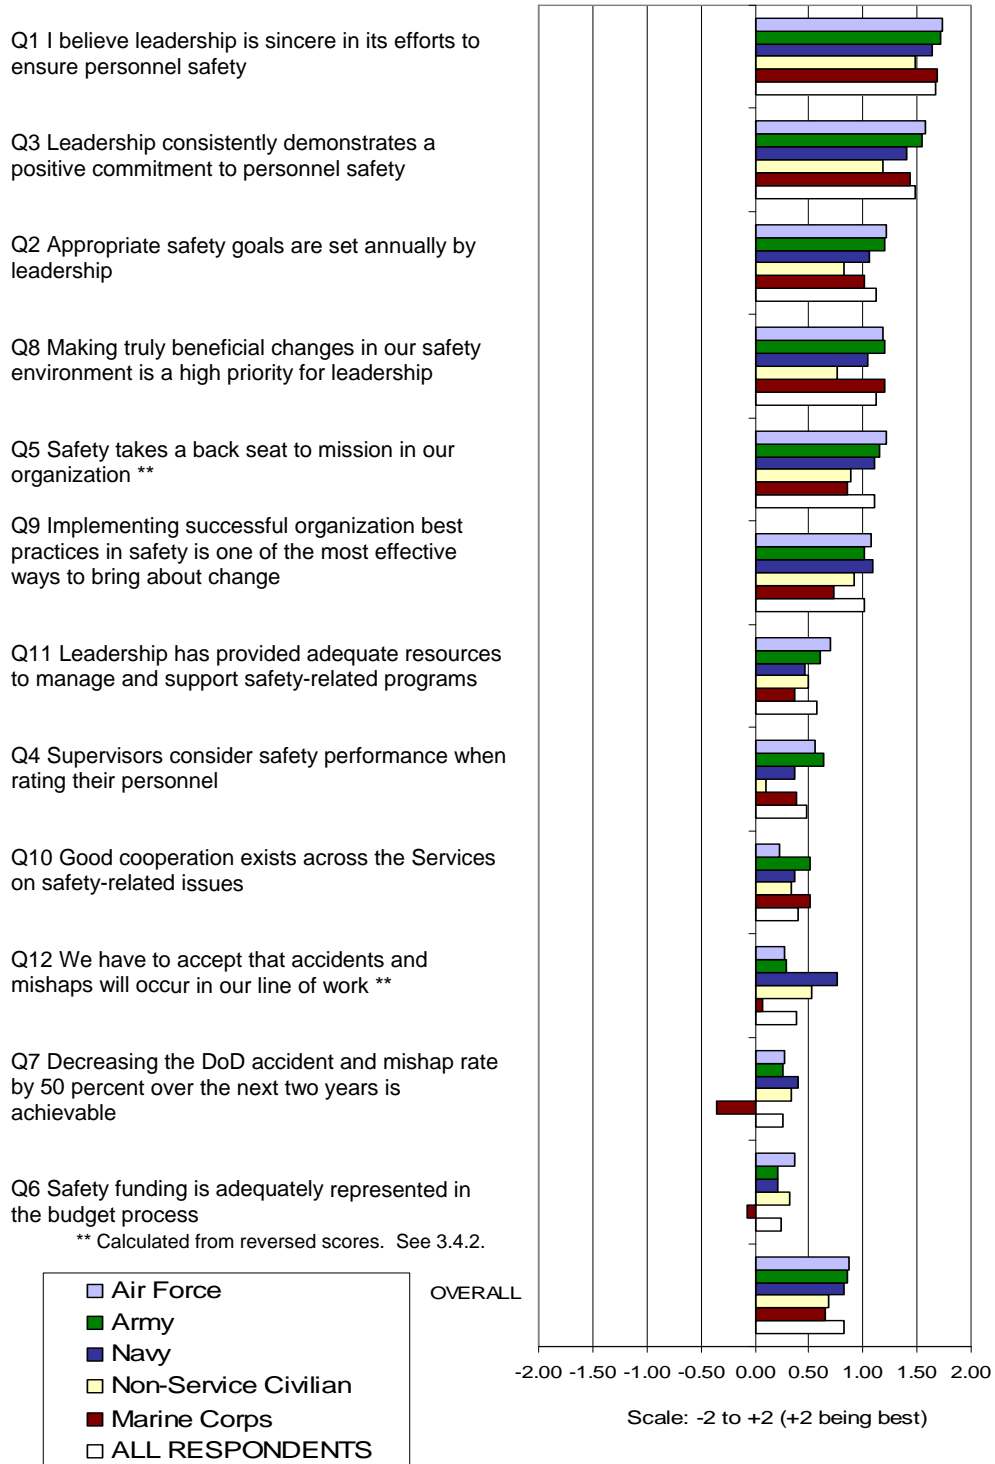 Q1 I believe leadership is sincere in its efforts to
ensure personnel safety
Q3 Leadership consistently demonstrates a
positive commitment to personnel safety
Q2 Appropriate safety goals are set annually by
leadership
Q8 Making truly beneficial changes in our safety
environment is a high priority for leadership
Q5 Safety takes a back seat to mission in our
organization **
Q9 Implementing successful organization best
practices in safety is one of the most effective
ways to bring about change
Q11 Leadership has provided adequate resources
to manage and support safety-related programs
Q4 Supervisors consider safety performance when
rating their personnel
Q10 Good cooperation exists across the Services
on safety-related issues
Q12 We have to accept that accidents and
mishaps will occur in our line of work **
Q7 Decreasing the DoD accident and mishap rate
by 50 percent over the next two years is
achievable
Q6 Safety funding is adequately represented in
the budget process
** Calculated from reversed scores. See 3.4.2.
OVERALL
Air Force
Army
Navy
Non-Service Civilian
Marine Corps
ALL RESPONDENTS
-2.00 -1.50 -1.00 -0.50 0.00 0.50 1.00 1.50 2.00
Scale: -2 to +2 (+2 being best)